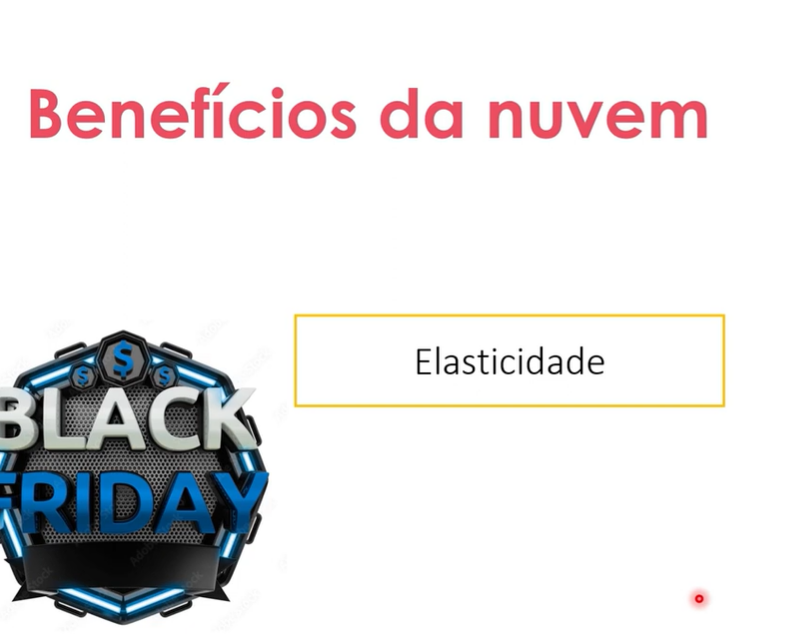 Benefícios da nuvem
Elasticidade
$
$ $
BLACK
FRIDAY